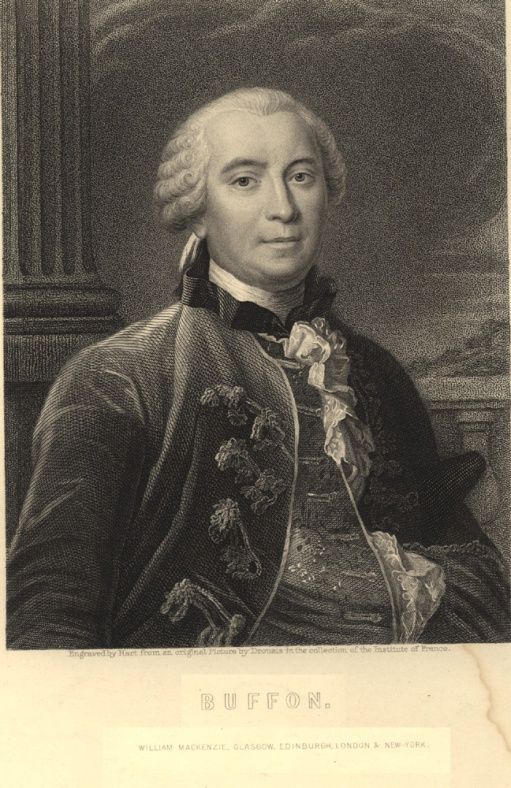 Engraved by Hart from an original Picture by Drouais in the collection of the Institute of France.
BUFFON.
WILLIAM MACKENZIE, GLASGOW, EDINBURGH, LONDON & NEW-YORK.